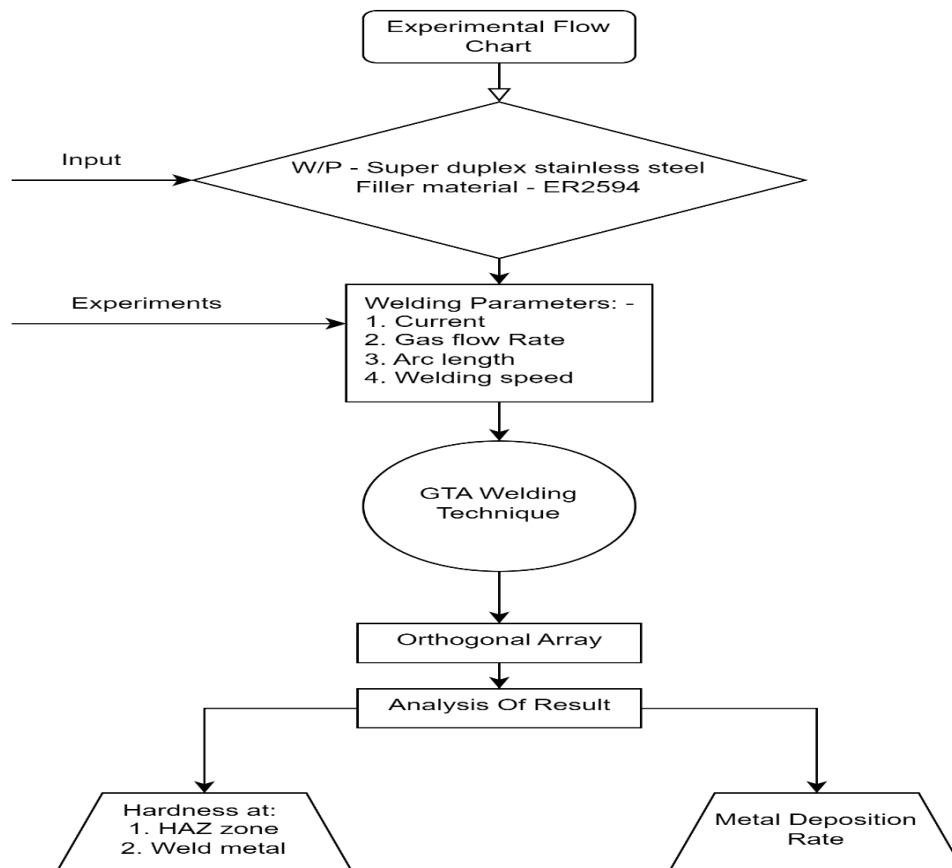 Experimental Flow
Chart
Input
W/P - Super duplex stainless steel
Filler material - ER2594
Experiments
Welding Parameters: -
1. Current
2. Gas flow Rate
3. Arc length
4. Welding speed
GTA Welding
Technique
Orthogonal Array
Analysis Of Result
Hardness at:
1. HAZ zone
2. Weld metal
Metal Deposition
Rate